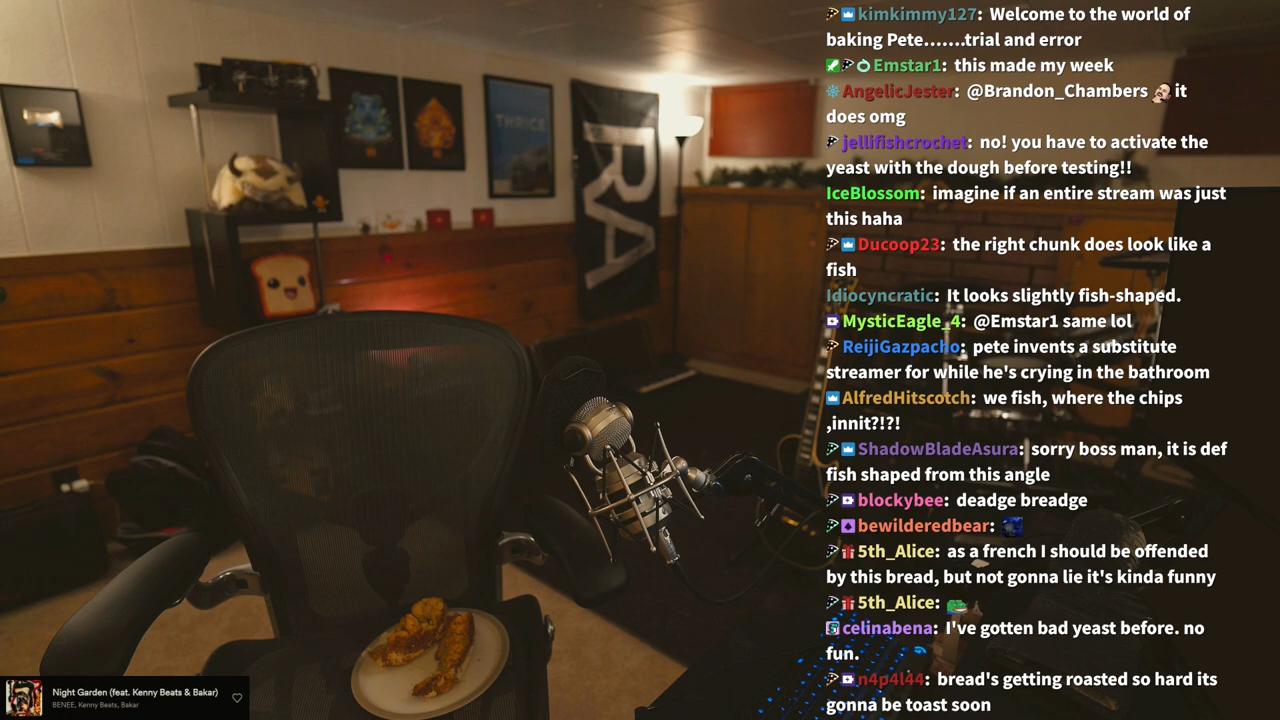 kimkimmy127: Welcome to the world of
baking Pete.......trial and error
Emstar1: this made my week
AngelicJester: @Brandon_Chambers it
does omg
jellifishcrochet: no! you have to activate the
yeast with the dough before testing!!
IceBlossom: imagine if an entire stream was just
this haha
Ducoop23: the right chunk does look like a
fish
Idiocyncratic: It looks slightly fish-shaped.
MysticEagle_4: @Emstar1 same lol
ReijiGazpacho: pete invents a substitute
streamer for while he's crying in the bathroom
AlfredHitscotch: we fish, where the chips
,innit?!?!
ShadowBladeAsura: sorry boss man, it is def
fish shaped from this angle
blockybee: deadge breadge
bewilderedbear:
5th_Alice: as a french I should be offended
by this bread, but not gonna lie it's kinda funny
5th_Alice:
celinabena: I've gotten bad yeast before. no
fun.
n4p4l44: bread's getting roasted so hard its
gonna be toast soon
THRICE
RA
Night Garden (feat. Kenny Beats & Bakar)
BENEE, Kenny Beats, Bakar